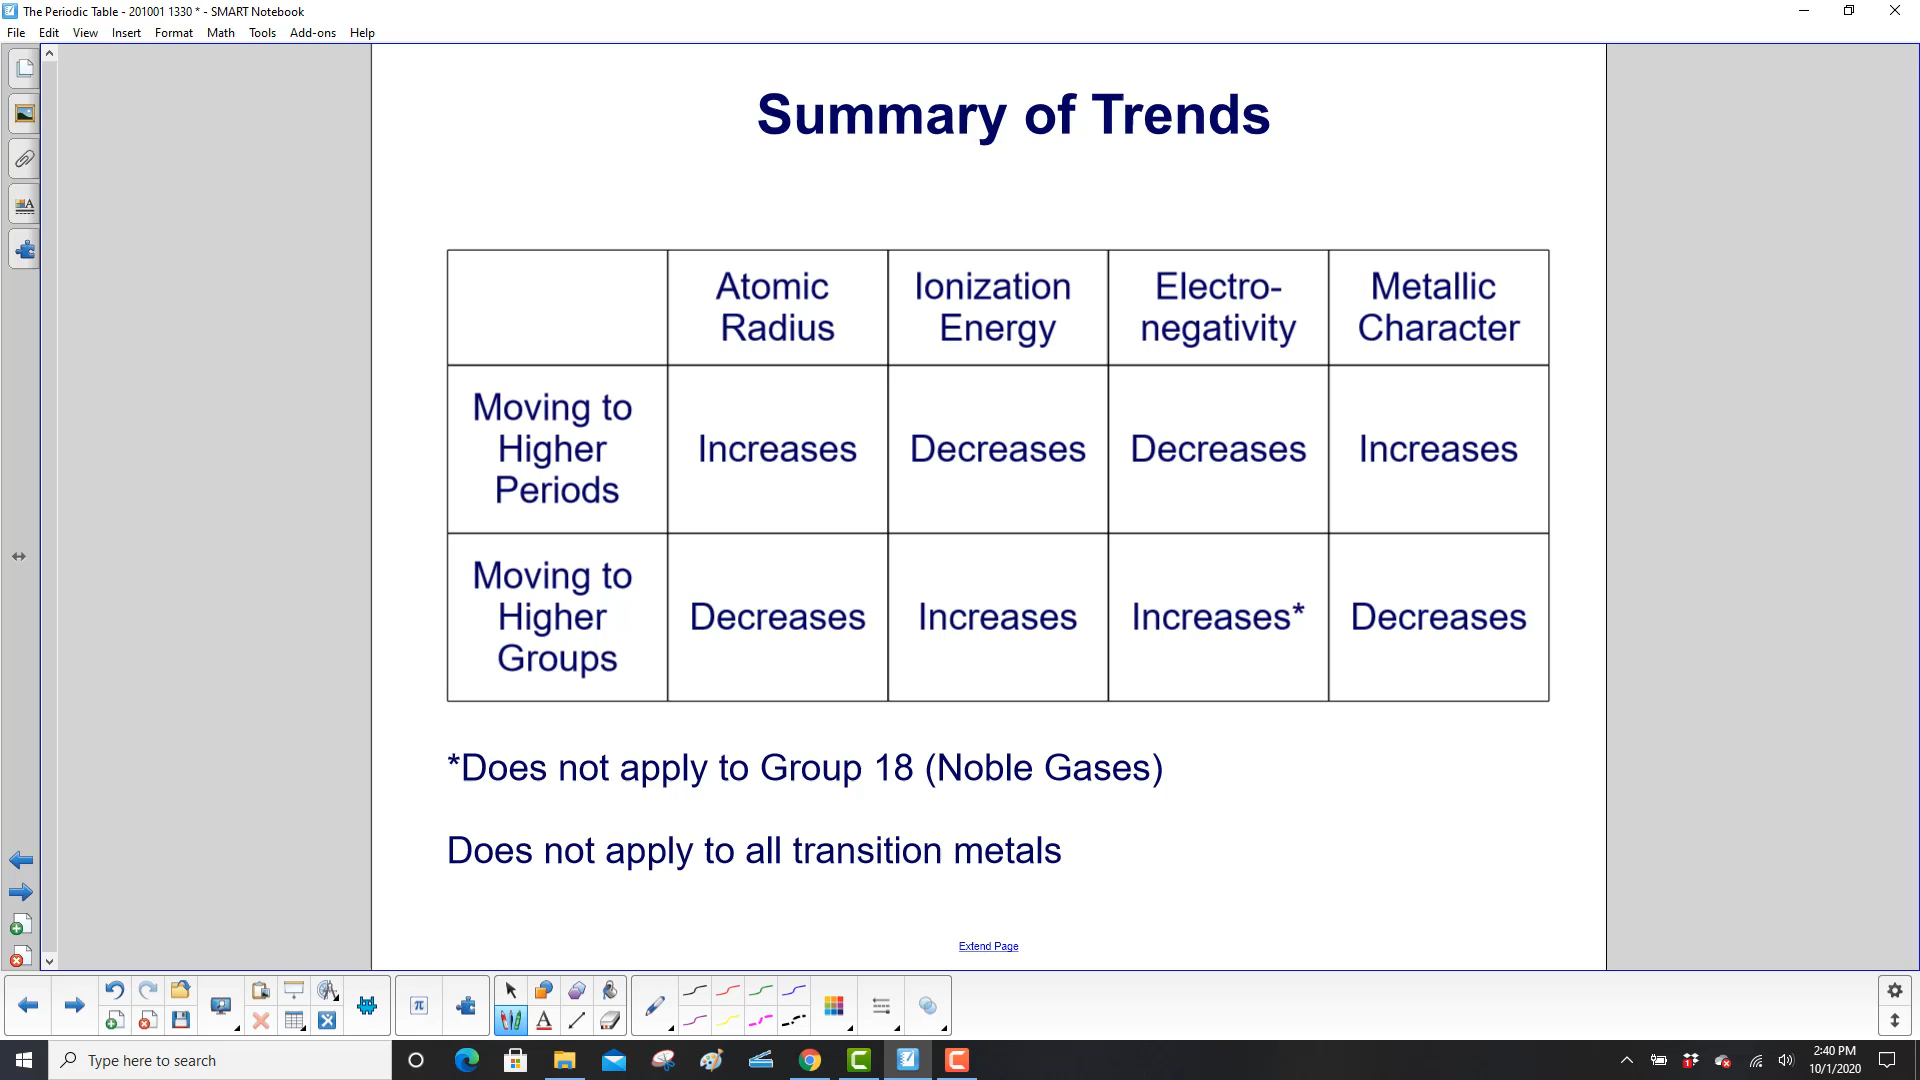 The Periodic Table - 201001 1330 * - SMART Notebook
File Edit View Insert Format Math Tools Add-ons Help
Summary of Trends
Atomic Radius
Ionization Energy
Electro-negativity
Metallic Character
Moving to Higher Periods
Increases
Decreases
Decreases
Increases
Moving to Higher Groups
Decreases
Increases
Increases*
Decreases
*Does not apply to Group 18 (Noble Gases)
Does not apply to all transition metals
Extend Page
Type here to search
2:40 PM
10/1/2020